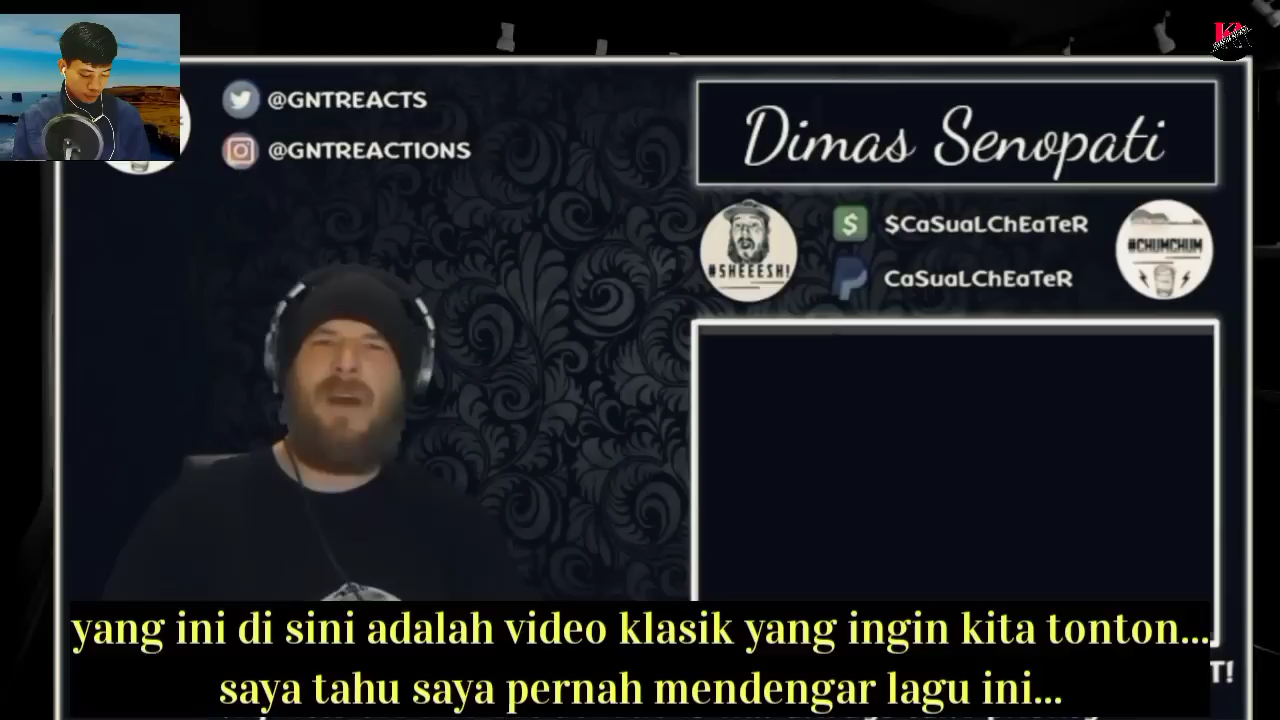 @GNTREACTS
@GNTREACTIONS
Dimas Senopati
#SHEEESH!
$CaSuaLChEaTeR
CaSuaLChEaTeR
#CHUMCHUM
yang ini di sini adalah video klasik yang ingin kita tonton...
saya tahu saya pernah mendengar lagu ini...
T!